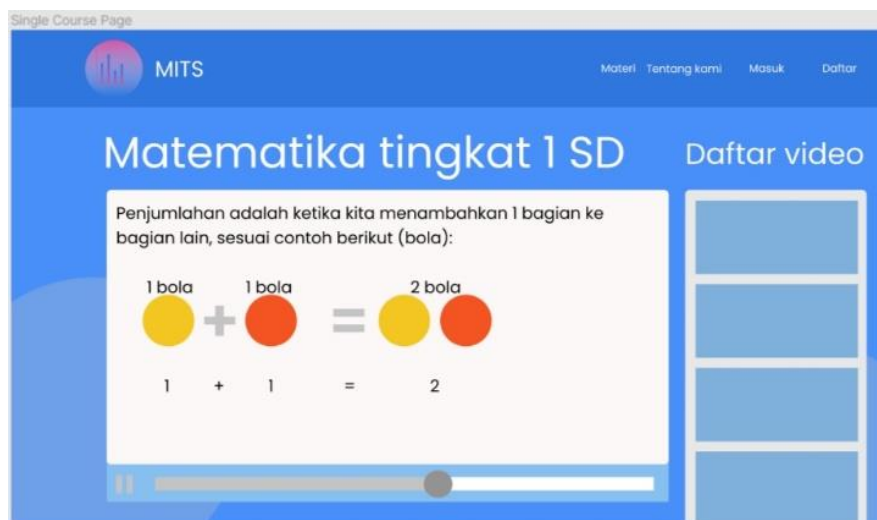 Single Course Page
MITS
Materi Tentang kami Masuk Daftar
Matematika tingkat 1 SD
Daftar video
Penjumlahan adalah ketika kita menambahkan 1 bagian ke
bagian lain, sesuai contoh berikut (bola):
1 bola 1 bola 2 bola
+ =
1 + 1 = 2